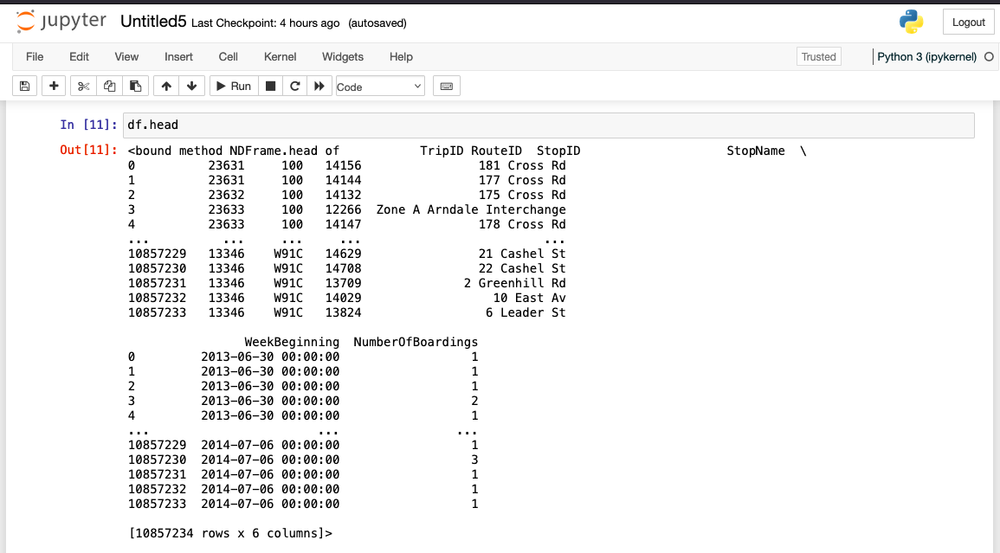 jupyter Untitled5 Last Checkpoint: 4 hours ago (autosaved)
Logout
File Edit View Insert Cell Kernel Widgets Help
Trusted
Python 3 (ipykernel)
Run
Code
In [11]: df.head
Out[11]: <bound method NDFrame.head of           TripID RouteID  StopID                    StopName  \
0          23631     100   14156                181 Cross Rd
1          23631     100   14144                177 Cross Rd
2          23632     100   14132                175 Cross Rd
3          23633     100   12266  Zone A Arndale Interchange
4          23633     100   14147                178 Cross Rd
...          ...     ...     ...                         ...
10857229   13346    W91C   14629                21 Cashel St
10857230   13346    W91C   14708                22 Cashel St
10857231   13346    W91C   13709              2 Greenhill Rd
10857232   13346    W91C   14029                  10 East Av
10857233   13346    W91C   13824                 6 Leader St
WeekBeginning  NumberOfBoardings
0         2013-06-30 00:00:00                  1
1         2013-06-30 00:00:00                  1
2         2013-06-30 00:00:00                  1
3         2013-06-30 00:00:00                  2
4         2013-06-30 00:00:00                  1
...                       ...                ...
10857229  2014-07-06 00:00:00                  1
10857230  2014-07-06 00:00:00                  3
10857231  2014-07-06 00:00:00                  1
10857232  2014-07-06 00:00:00                  1
10857233  2014-07-06 00:00:00                  1
[10857234 rows x 6 columns]>